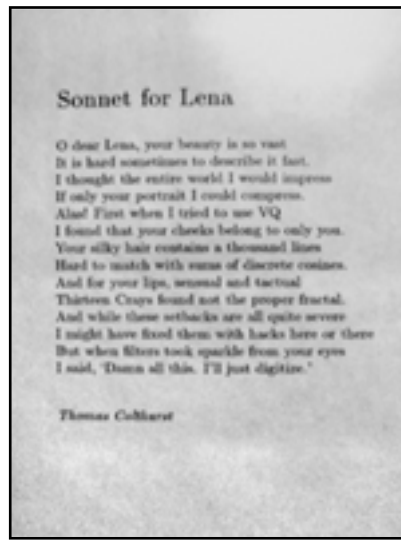 Sonnet for Lena
O dear Lena, your beauty is so vast
It is hard sometimes to describe it fast.
I thought the entire world I would impress
If only your portrait I could compress.
Alas! First when I tried to use VQ
I found that your cheeks belong to only you.
Your silky hair contains a thousand lines
Hard to match with sums of discrete cosines.
And for your lips, sensual and tactual
Thirteen Crays found not the proper fractal.
And while these setbacks are all quite severe
I might have fixed them with hacks here or there
But when filters took sparkle from your eyes
I said, 'Damn all this. I'll just digitize.'
Thomas Colthurst